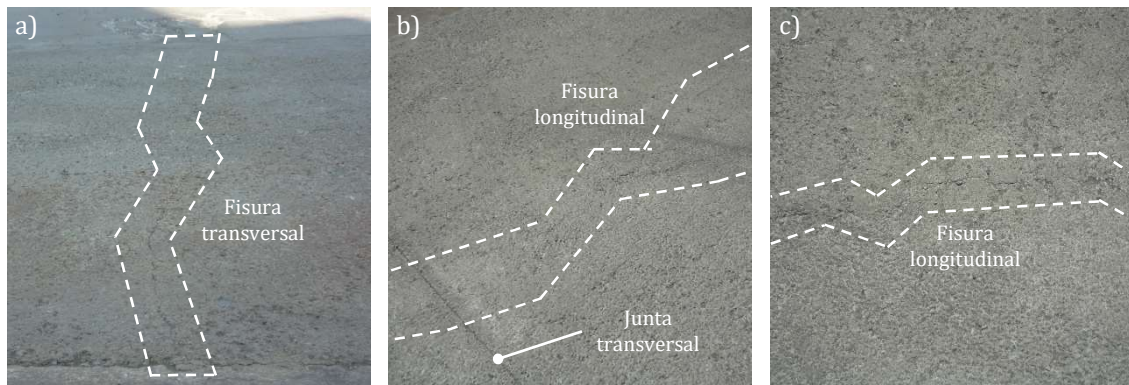 a)
Fisura
transversal
b)
Fisura
longitudinal
Junta
transversal
c)
Fisura
longitudinal